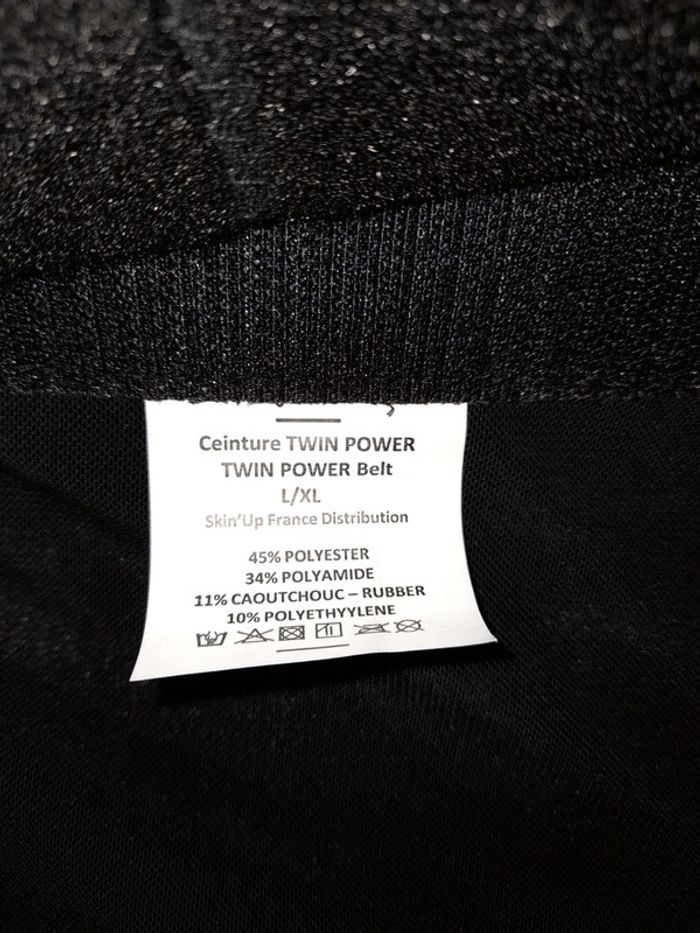 Ceinture TWIN POWER
TWIN POWER Belt
L/XL
Skin'Up France Distribution
45% POLYESTER
34% POLYAMIDE
11% CAOUTCHOUC – RUBBER
10% POLYETHYYLENE